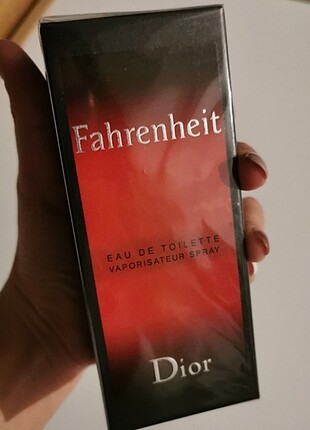 Fahrenheit
EAU DE TOILETTE
VAPORISATEUR SPRAY
Dior